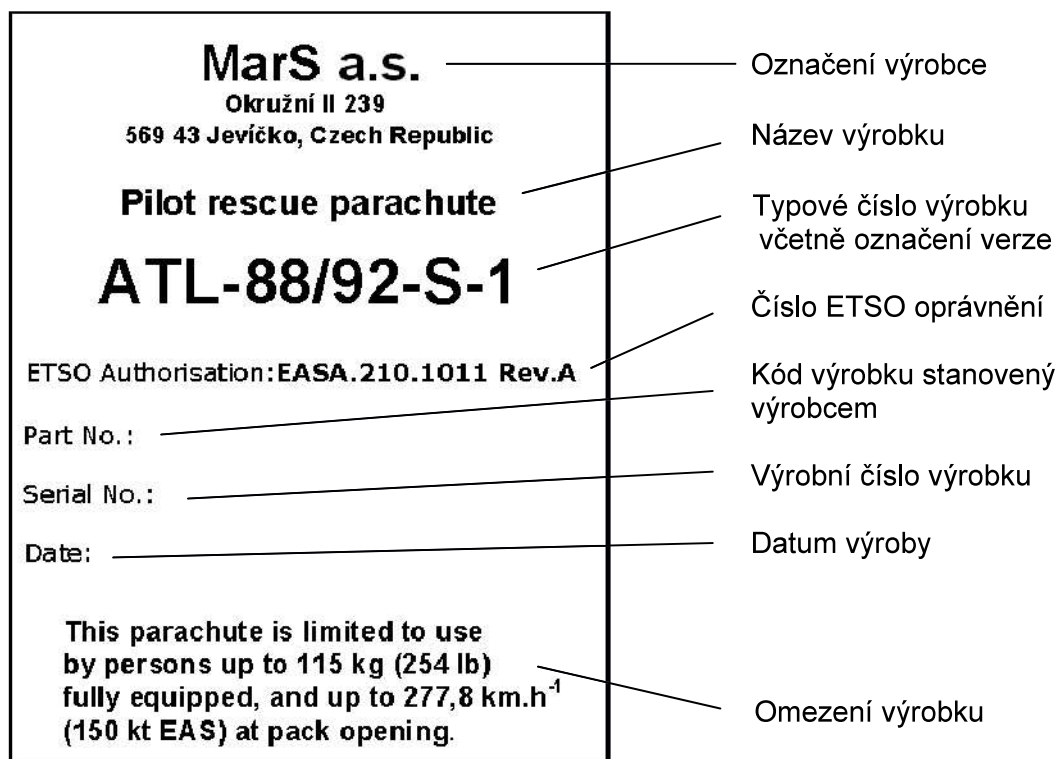 MarS a.s.
Okružní II 239
569 43 Jevíčko, Czech Republic
Pilot rescue parachute
ATL-88/92-S-1
ETSO Authorisation:EASA.210.1011 Rev.A
Part No.:
Serial No.:
Date:
This parachute is limited to use
by persons up to 115 kg (254 lb)
fully equipped, and up to 277,8 km.h⁻¹
(150 kt EAS) at pack opening.
Označení výrobce
Název výrobku
Typové číslo výrobku
včetně označení verze
Číslo ETSO oprávnění
Kód výrobku stanovený
výrobcem
Výrobní číslo výrobku
Datum výroby
Omezení výrobku